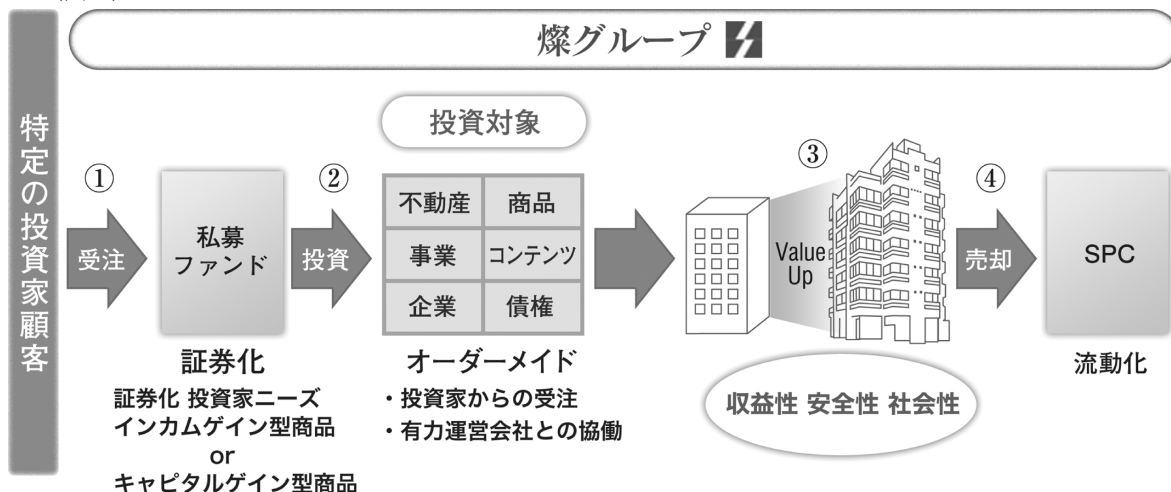 燦グループ
特定の投資家顧客
①
受注
私募
ファンド
証券化
証券化 投資家ニーズ
インカムゲイン型商品
or
キャピタルゲイン型商品
②
投資
投資対象
不動産 商品
事業 コンテンツ
企業 債権
オーダーメイド
・投資家からの受注
・有力運営会社との協働
③
Value
Up
収益性 安全性 社会性
④
売却
SPC
流動化